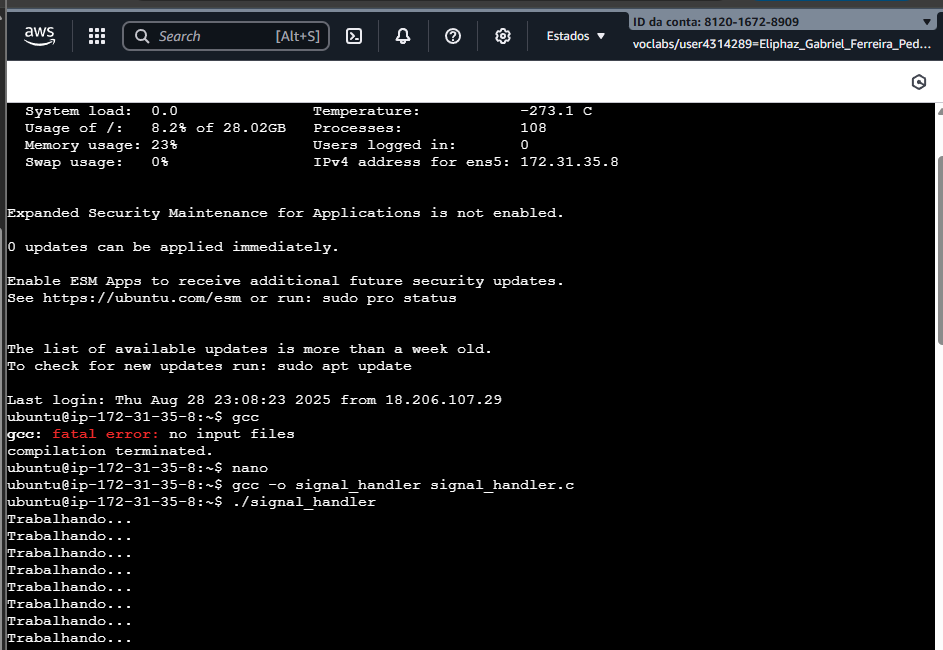 aws
Search [Alt+S]
Estados
ID da conta: 8120-1672-8909
voclabs/user4314289=Eliphaz_Gabriel_Ferreira_Ped...
System load: 0.0 Temperature: -273.1 C
Usage of /: 8.2% of 28.02GB Processes: 108
Memory usage: 23% Users logged in: 0
Swap usage: 0% IPv4 address for ens5: 172.31.35.8
Expanded Security Maintenance for Applications is not enabled.
0 updates can be applied immediately.
Enable ESM Apps to receive additional future security updates.
See https://ubuntu.com/esm or run: sudo pro status
The list of available updates is more than a week old.
To check for new updates run: sudo apt update
Last login: Thu Aug 28 23:08:23 2025 from 18.206.107.29
ubuntu@ip-172-31-35-8:~$ gcc
gcc: fatal error: no input files
compilation terminated.
ubuntu@ip-172-31-35-8:~$ nano
ubuntu@ip-172-31-35-8:~$ gcc -o signal_handler signal_handler.c
ubuntu@ip-172-31-35-8:~$ ./signal_handler
Trabalhando...
Trabalhando...
Trabalhando...
Trabalhando...
Trabalhando...
Trabalhando...
Trabalhando...
Trabalhando...